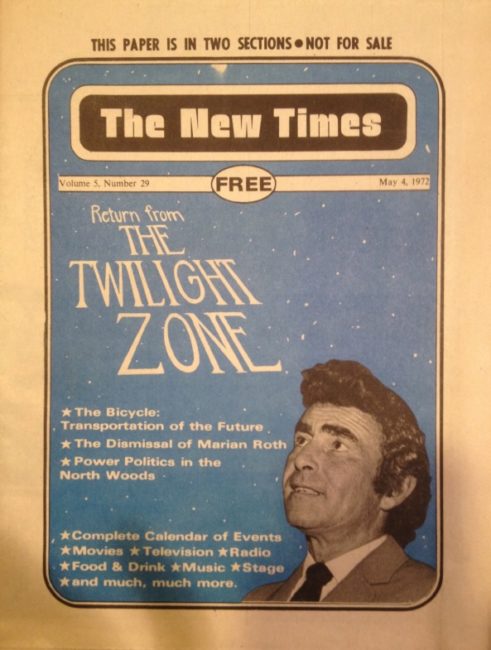 THIS PAPER IS IN TWO SECTIONS ● NOT FOR SALE
The New Times
Volume 5, Number 29
FREE
May 4, 1972
Return from
THE
TWILIGHT
ZONE
★ The Bicycle:
Transportation of the Future
★ The Dismissal of Marian Roth
★ Power Politics in the
North Woods
★Complete Calendar of Events
★Movies ★Television ★Radio
★Food & Drink ★Music ★Stage
★and much, much more.